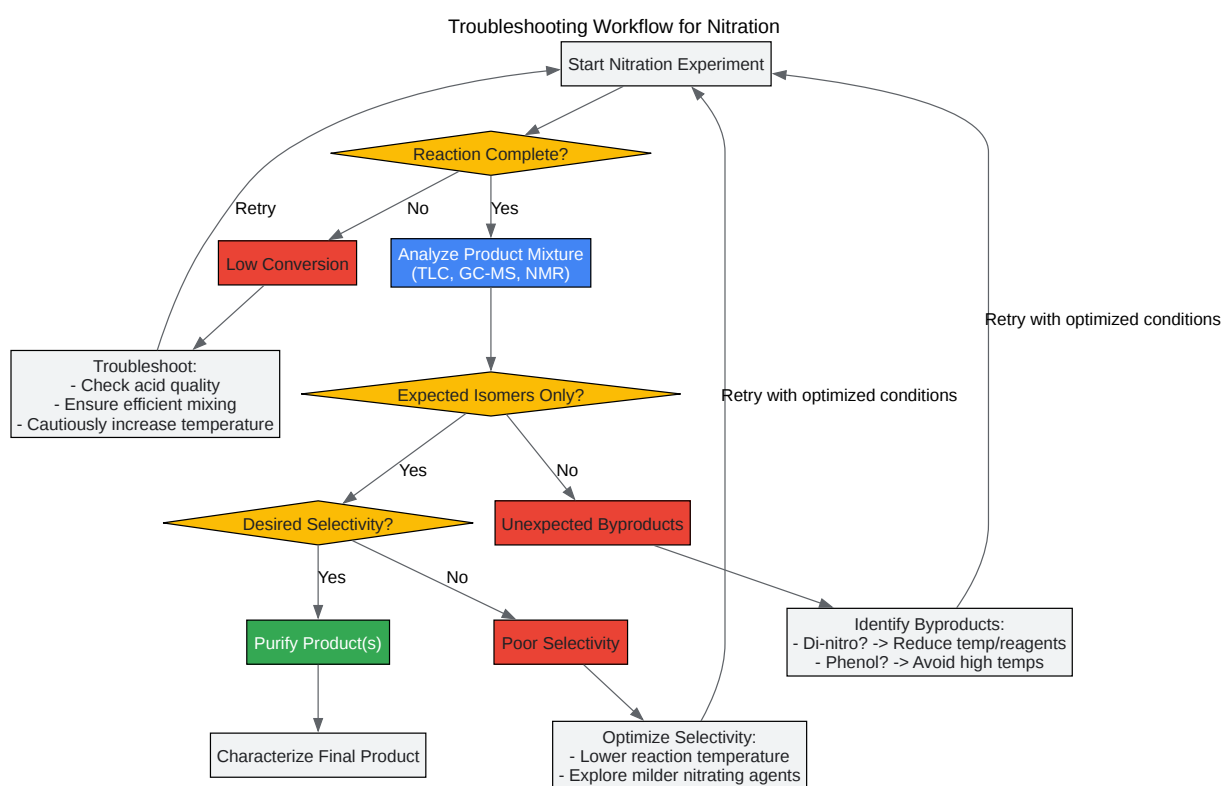 Troubleshooting Workflow for Nitration
Start Nitration Experiment
Reaction Complete?
Retry
No
Yes
Low Conversion
Analyze Product Mixture
(TLC, GC-MS, NMR)
Retry with optimized conditions
Troubleshoot:
- Check acid quality
- Ensure efficient mixing
- Cautiously increase temperature
Expected Isomers Only?
Retry with optimized conditions
Yes
No
Desired Selectivity?
Unexpected Byproducts
Yes
No
Identify Byproducts:
- Di-nitro? -> Reduce temp/reagents
- Phenol? -> Avoid high temps
Purify Product(s)
Poor Selectivity
Characterize Final Product
Optimize Selectivity:
- Lower reaction temperature
- Explore milder nitrating agents